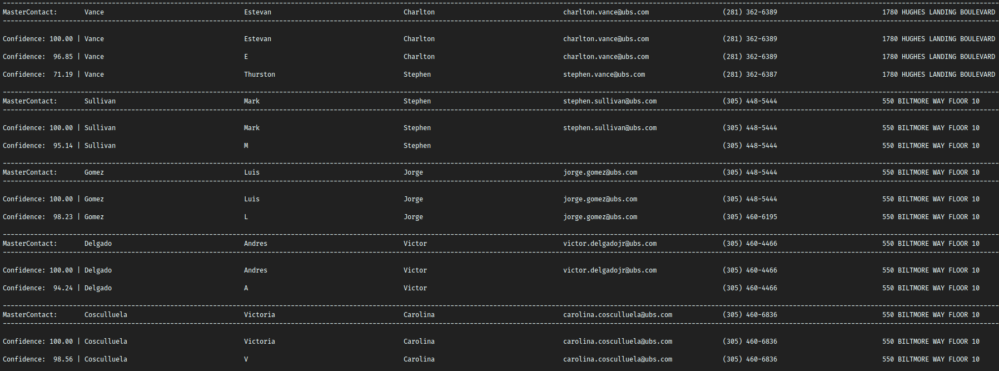 MasterContact: Vance Estevan Charlton charlton.vance@ubs.com (281) 362-6389 1780 HUGHES LANDING BOULEVARD
Confidence: 100.00 | Vance Estevan Charlton charlton.vance@ubs.com (281) 362-6389 1780 HUGHES LANDING BOULEVARD
Confidence: 96.85 | Vance E Charlton charlton.vance@ubs.com (281) 362-6389 1780 HUGHES LANDING BOULEVARD
Confidence: 71.19 | Vance Thurston Stephen stephen.vance@ubs.com (281) 362-6387 1780 HUGHES LANDING BOULEVARD
MasterContact: Sullivan Mark Stephen stephen.sullivan@ubs.com (305) 448-5444 550 BILTMORE WAY FLOOR 10
Confidence: 100.00 | Sullivan Mark Stephen stephen.sullivan@ubs.com (305) 448-5444 550 BILTMORE WAY FLOOR 10
Confidence: 95.14 | Sullivan M Stephen (305) 448-5444 550 BILTMORE WAY FLOOR 10
MasterContact: Gomez Luis Jorge jorge.gomez@ubs.com (305) 448-5444 550 BILTMORE WAY FLOOR 10
Confidence: 100.00 | Gomez Luis Jorge jorge.gomez@ubs.com (305) 448-5444 550 BILTMORE WAY FLOOR 10
Confidence: 98.23 | Gomez L Jorge jorge.gomez@ubs.com (305) 460-6195 550 BILTMORE WAY FLOOR 10
MasterContact: Delgado Andres Victor victor.delgadojr@ubs.com (305) 460-4466 550 BILTMORE WAY FLOOR 10
Confidence: 100.00 | Delgado Andres Victor victor.delgadojr@ubs.com (305) 460-4466 550 BILTMORE WAY FLOOR 10
Confidence: 94.24 | Delgado A Victor (305) 460-4466 550 BILTMORE WAY FLOOR 10
MasterContact: Cosculluela Victoria Carolina carolina.cosculluela@ubs.com (305) 460-6836 550 BILTMORE WAY FLOOR 10
Confidence: 100.00 | Cosculluela Victoria Carolina carolina.cosculluela@ubs.com (305) 460-6836 550 BILTMORE WAY FLOOR 10
Confidence: 98.56 | Cosculluela V Carolina carolina.cosculluela@ubs.com (305) 460-6836 550 BILTMORE WAY FLOOR 10